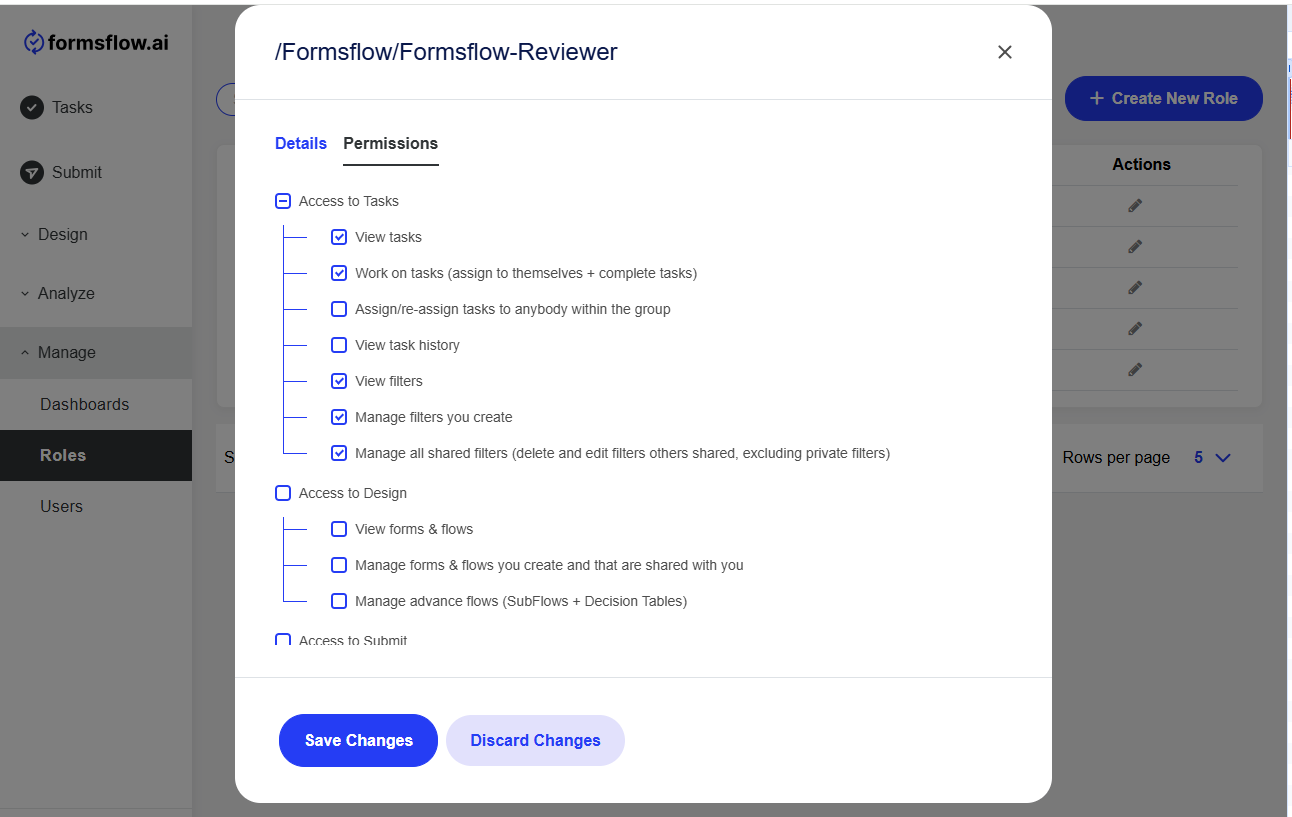 formsflow.ai
Tasks
Submit
Design
Analyze
Manage
Dashboards
Roles
Users
+ Create New Role
Actions
Rows per page 5
/Formsflow/Formsflow-Reviewer
Details Permissions
Access to Tasks
View tasks
Work on tasks (assign to themselves + complete tasks)
Assign/re-assign tasks to anybody within the group
View task history
View filters
Manage filters you create
Manage all shared filters (delete and edit filters others shared, excluding private filters)
Access to Design
View forms & flows
Manage forms & flows you create and that are shared with you
Manage advance flows (SubFlows + Decision Tables)
Access to Submit
Save Changes Discard Changes